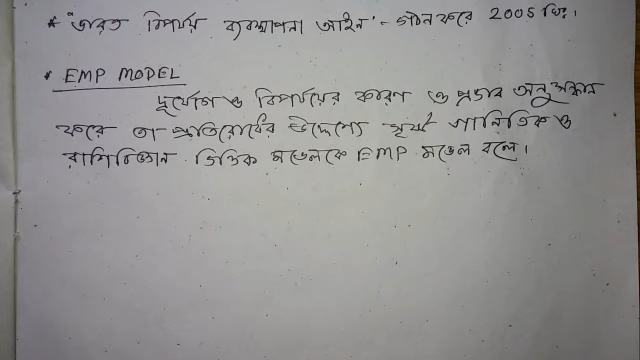 * "ভারত বিপর্যয় ব্যবস্থাপনা আইন" - গঠন করে 2005 খ্রিঃ।
• EMP MODEL
দুর্যোগ ও বিপর্যয়ের কারণ ও প্রভাব অনুসন্ধান
করে তা প্রতিরোধের উদ্দেশ্যে সৃষ্ট গানিতিক ও
রাশিবিজ্ঞান ভিত্তিক মডেলকে EMP মডেল বলে।